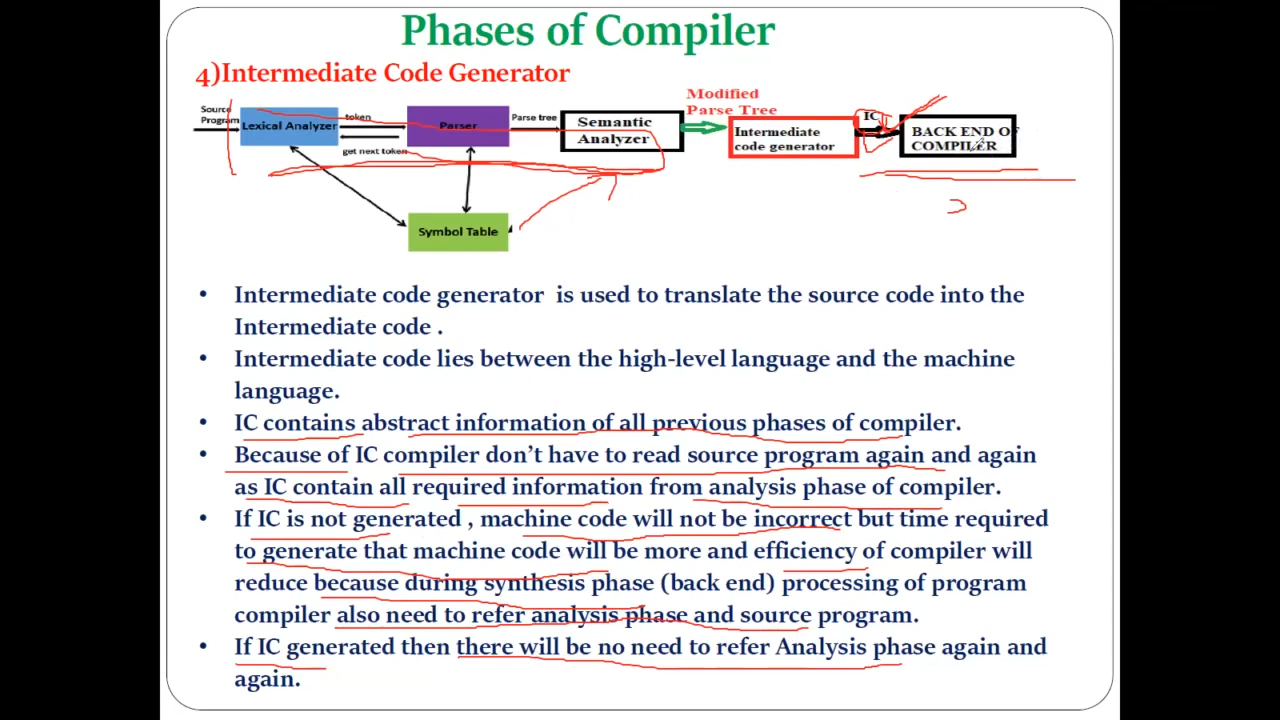 Phases of Compiler
4)Intermediate Code Generator
Source
Program
Lexical Analyzer
token
get next token
Parser
Parse tree
Semantic
Analyzer
Modified
Parse Tree
Intermediate
code generator
IC
BACK END OF
COMPILER
Symbol Table
• Intermediate code generator is used to translate the source code into the
Intermediate code .
• Intermediate code lies between the high-level language and the machine
language.
• IC contains abstract information of all previous phases of compiler.
• Because of IC compiler don't have to read source program again and again
as IC contain all required information from analysis phase of compiler.
• If IC is not generated , machine code will not be incorrect but time required
to generate that machine code will be more and efficiency of compiler will
reduce because during synthesis phase (back end) processing of program
compiler also need to refer analysis phase and source program.
• If IC generated then there will be no need to refer Analysis phase again and
again.